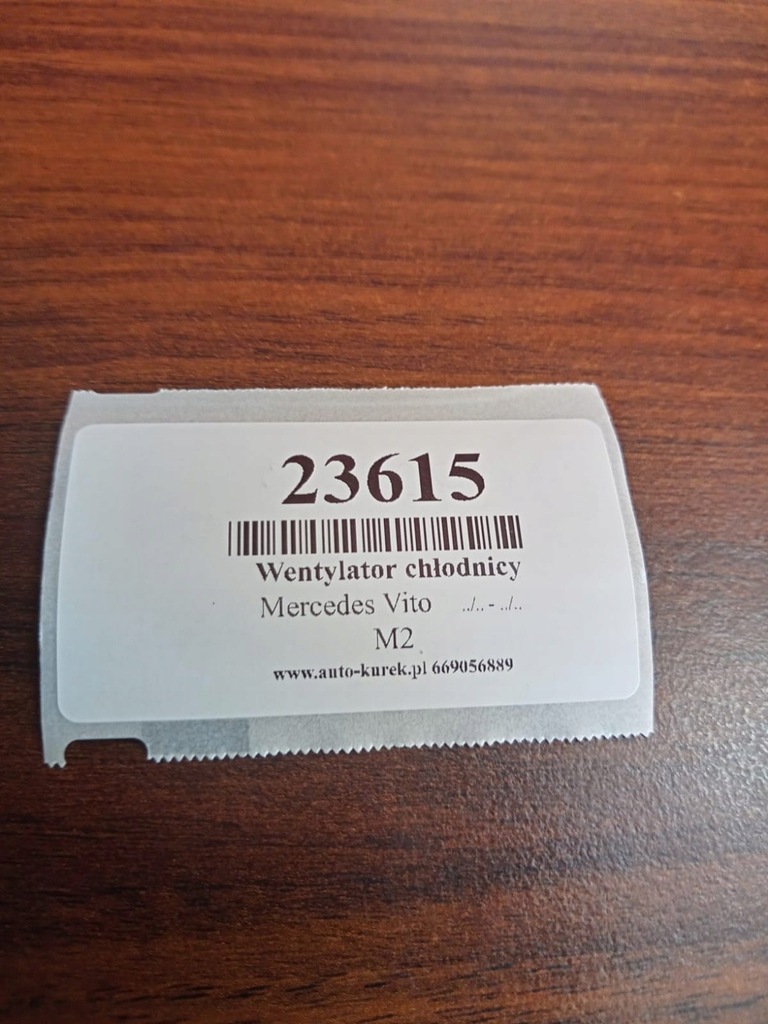 23615
Wentylator chłodnicy
Mercedes Vito ../.. - ../..
M2
www.auto-kurek.pl 669056889